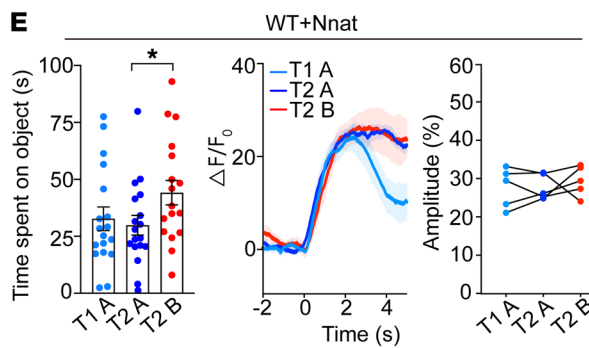 E
WT+Nnat
Time spent on object (s)
100
75
50
25
0
*
T1 A
T2 A
T2 B
△F/F0
40
20
0
T1 A
T2 A
T2 B
-2
0
2
4
Time (s)
Amplitude (%)
60
50
40
30
20
10
0
T1 A
T2 A
T2 B